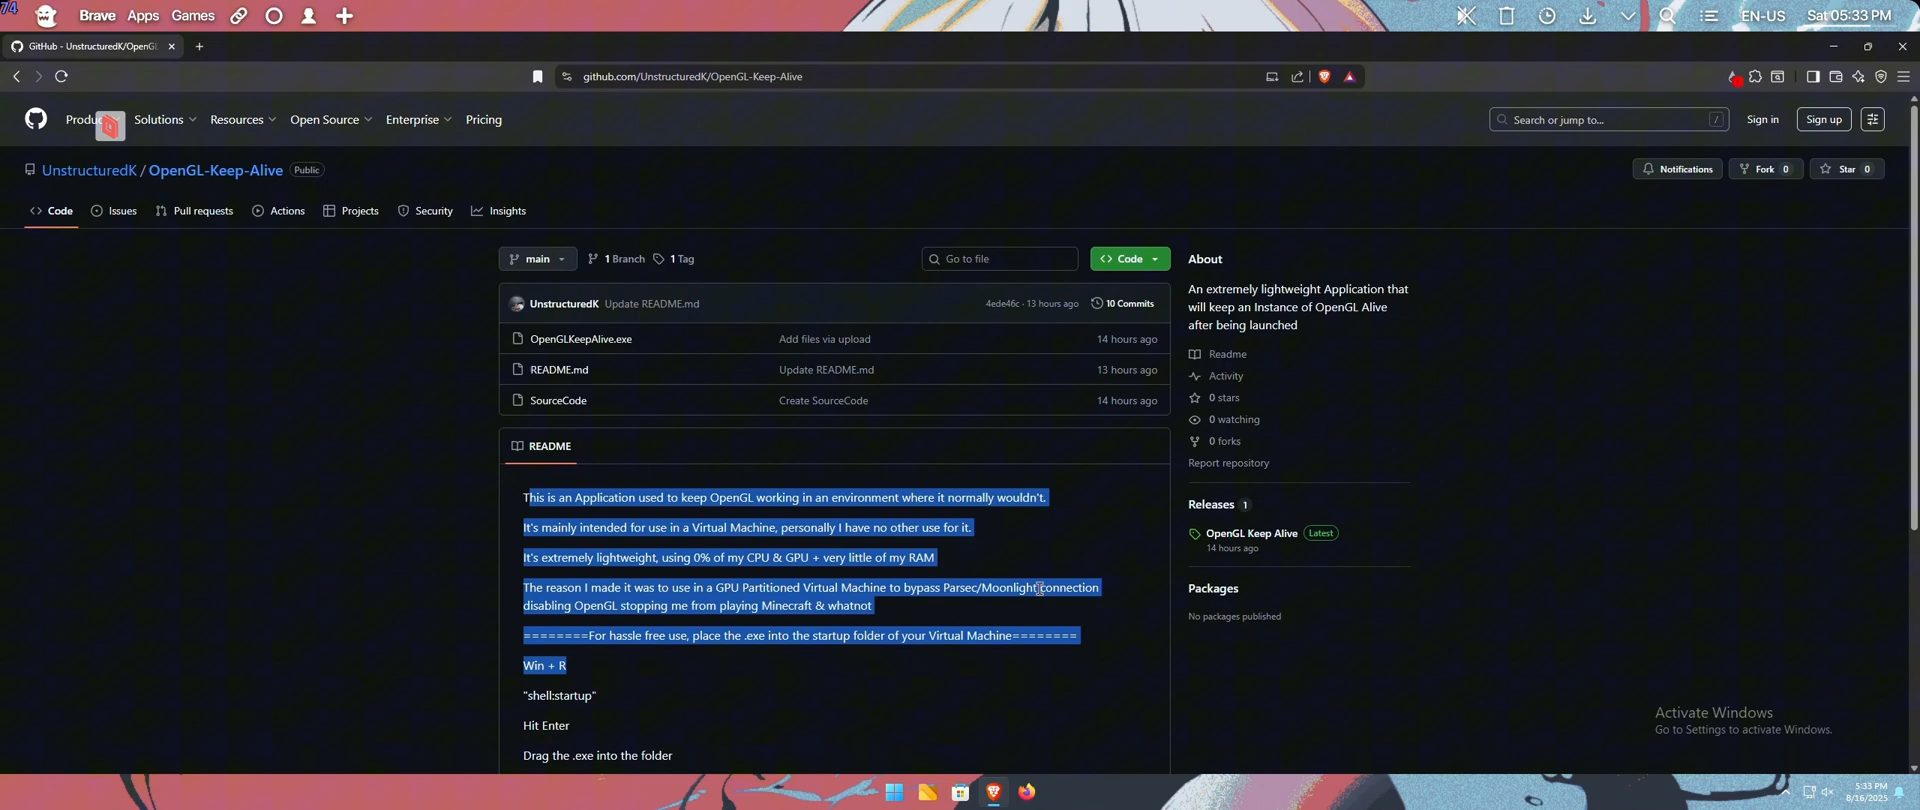 74
Brave Apps Games
EN-US Sat 05:33 PM
GitHub - UnstructuredK/OpenGL
github.com/UnstructuredK/OpenGL-Keep-Alive
Solutions Resources Open Source Enterprise Pricing
Search or jump to... / Sign in Sign up
UnstructuredK / OpenGL-Keep-Alive Public
Notifications Fork 0 Star 0
Code Issues Pull requests Actions Projects Security Insights
main 1 Branch 1 Tag Go to file Code
UnstructuredK Update README.md 4ede46c · 13 hours ago 10 Commits
OpenGLKeepAlive.exe Add files via upload 14 hours ago
README.md Update README.md 13 hours ago
SourceCode Create SourceCode 14 hours ago
README
This is an Application used to keep OpenGL working in an environment where it normally wouldn't.
It's mainly intended for use in a Virtual Machine, personally I have no other use for it.
It's extremely lightweight, using 0% of my CPU & GPU + very little of my RAM
The reason I made it was to use in a GPU Partitioned Virtual Machine to bypass Parsec/Moonlight connection
disabling OpenGL stopping me from playing Minecraft & whatnot
========For hassle free use, place the .exe into the startup folder of your Virtual Machine========
Win + R
"shell:startup"
Hit Enter
Drag the .exe into the folder
About
An extremely lightweight Application that
will keep an Instance of OpenGL Alive
after being launched
Readme
Activity
0 stars
0 watching
0 forks
Report repository
Releases 1
OpenGL Keep Alive Latest
14 hours ago
Packages
No packages published
Activate Windows
Go to Settings to activate Windows.
5:33 PM
8/16/2025